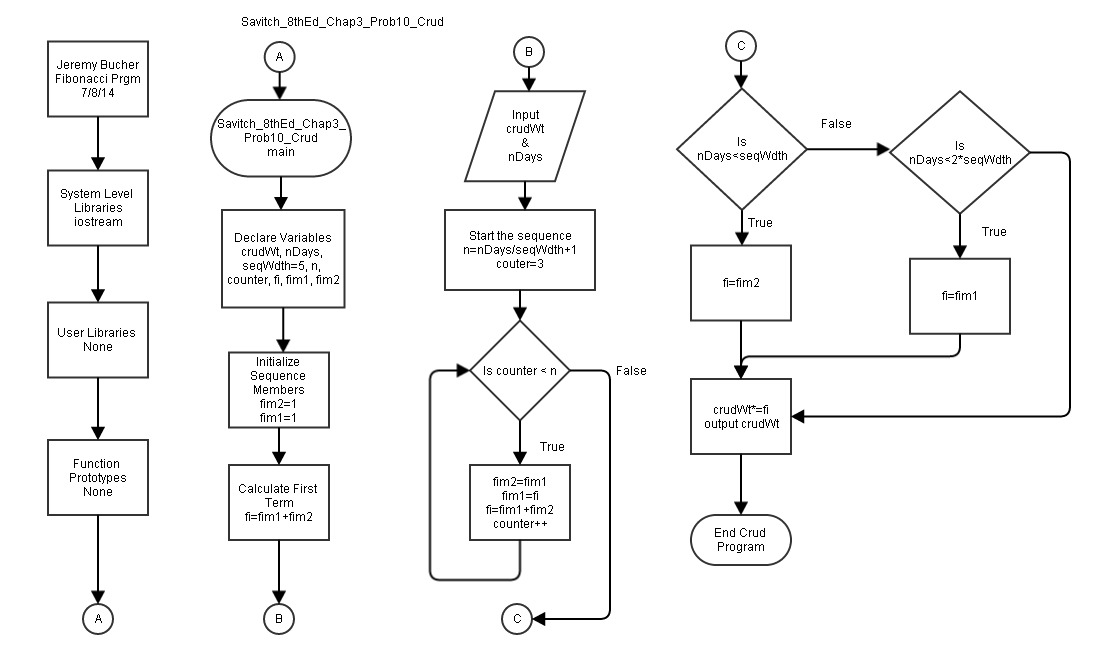 Savitch_8thEd_Chap3_Prob10_Crud
Jeremy Bucher
Fibonacci Prgm
7/8/14
System Level
Libraries
iostream
User Libraries
None
Function
Prototypes
None
A
A
Savitch_8thEd_Chap3_
Prob10_Crud
main
Declare Variables
crudWt, nDays,
seqWdth=5, n,
counter, fi, fim1, fim2
Initialize
Sequence
Members
fim2=1
fim1=1
Calculate First
Term
fi=fim1+fim2
B
B
Input
crudWt
&
nDays
Start the sequence
n=nDays/seqWdth+1
couter=3
Is counter < n
False
True
fim2=fim1
fim1=fi
fi=fim1+fim2
counter++
C
C
Is
nDays<seqWdth
False
True
fi=fim2
Is
nDays<2*seqWdth
True
fi=fim1
crudWt*=fi
output crudWt
End Crud
Program